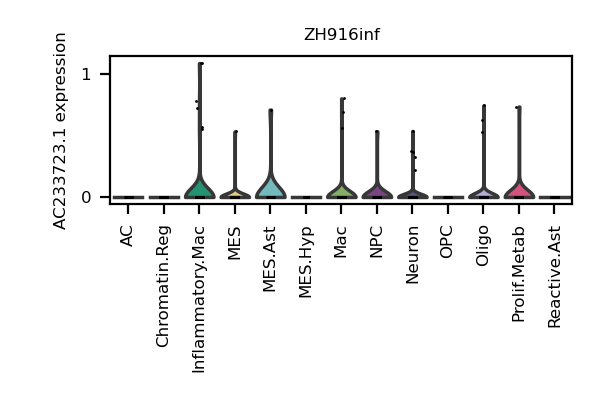 ZH916inf
AC233723.1 expression
1
0
AC
Chromatin.Reg
Inflammatory.Mac
MES
MES.Ast
MES.Hyp
Mac
NPC
Neuron
OPC
Oligo
Prolif.Metab
Reactive.Ast